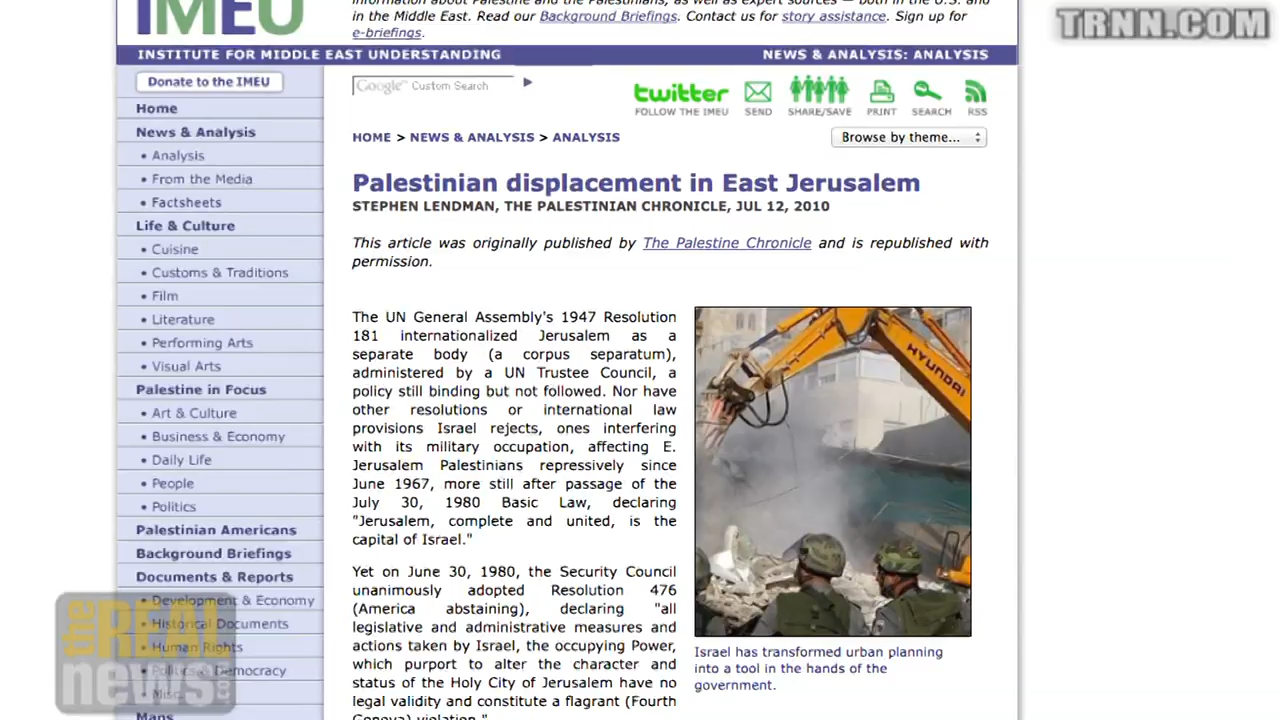 IMEU
information about Palestine and the Palestinians, as well as expert sources — both in the U.S. and
in the Middle East. Read our Background Briefings. Contact us for story assistance. Sign up for
e-briefings.
TRNN.COM
INSTITUTE FOR MIDDLE EAST UNDERSTANDING
NEWS & ANALYSIS: ANALYSIS
Donate to the IMEU
Home
News & Analysis
• Analysis
• From the Media
• Factsheets
Life & Culture
• Cuisine
• Customs & Traditions
• Film
• Literature
• Performing Arts
• Visual Arts
Palestine in Focus
• Art & Culture
• Business & Economy
• Daily Life
• People
• Politics
Palestinian Americans
Background Briefings
Documents & Reports
• Development & Economy
• Historical Documents
• Human Rights
• Politics & Democracy
• Misc.
Maps
Google™ Custom Search
twitter
FOLLOW THE IMEU
SEND
SHARE/SAVE
PRINT
SEARCH
RSS
HOME > NEWS & ANALYSIS > ANALYSIS
Browse by theme...
Palestinian displacement in East Jerusalem
STEPHEN LENDMAN, THE PALESTINIAN CHRONICLE, JUL 12, 2010
This article was originally published by The Palestine Chronicle and is republished with
permission.
The UN General Assembly's 1947 Resolution
181 internationalized Jerusalem as a
separate body (a corpus separatum),
administered by a UN Trustee Council, a
policy still binding but not followed. Nor have
other resolutions or international law
provisions Israel rejects, ones interfering
with its military occupation, affecting E.
Jerusalem Palestinians repressively since
June 1967, more still after passage of the
July 30, 1980 Basic Law, declaring
"Jerusalem, complete and united, is the
capital of Israel."
Yet on June 30, 1980, the Security Council
unanimously adopted Resolution 476
(America abstaining), declaring "all
legislative and administrative measures and
actions taken by Israel, the occupying Power,
which purport to alter the character and
status of the Holy City of Jerusalem have no
legal validity and constitute a flagrant (Fourth
Geneva) violation."
HYUNDAI
Israel has transformed urban planning
into a tool in the hands of the
government.
the REAL
news.com